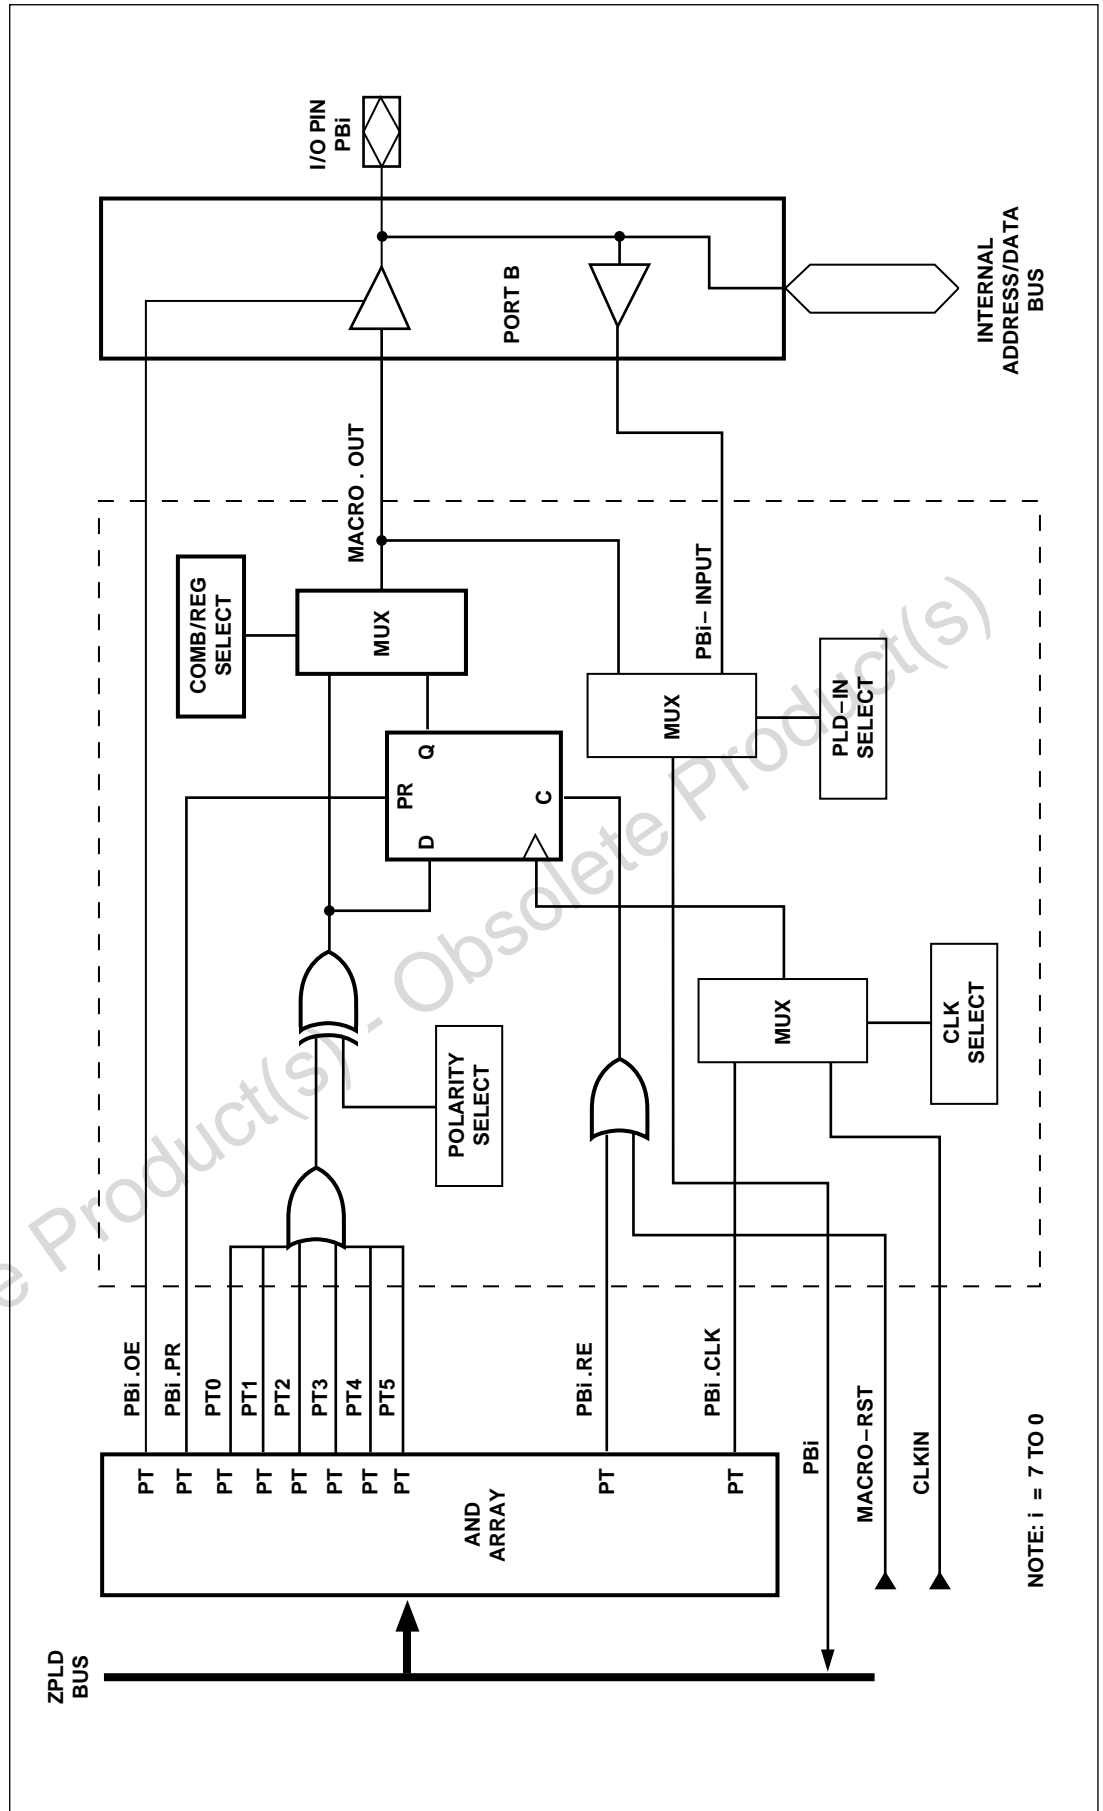 ZPLD
BUS
AND
ARRAY
PT
PT
PT
PT
PT
PT
PT
PT
PT
PT
PBi .OE
PBi .PR
PT0
PT1
PT2
PT3
PT4
PT5
PBi .RE
PBi .CLK
PBi
MACRO–RST
CLKIN
NOTE: i = 7 TO 0
POLARITY
SELECT
CLK
SELECT
MUX
D
PR
Q
C
COMB/REG
SELECT
MUX
MUX
PLD–IN
SELECT
MACRO . OUT
PBi – INPUT
PORT B
I/O PIN
PBi
INTERNAL
ADDRESS/DATA
BUS
e Product(s) - Obsolete Product(s)